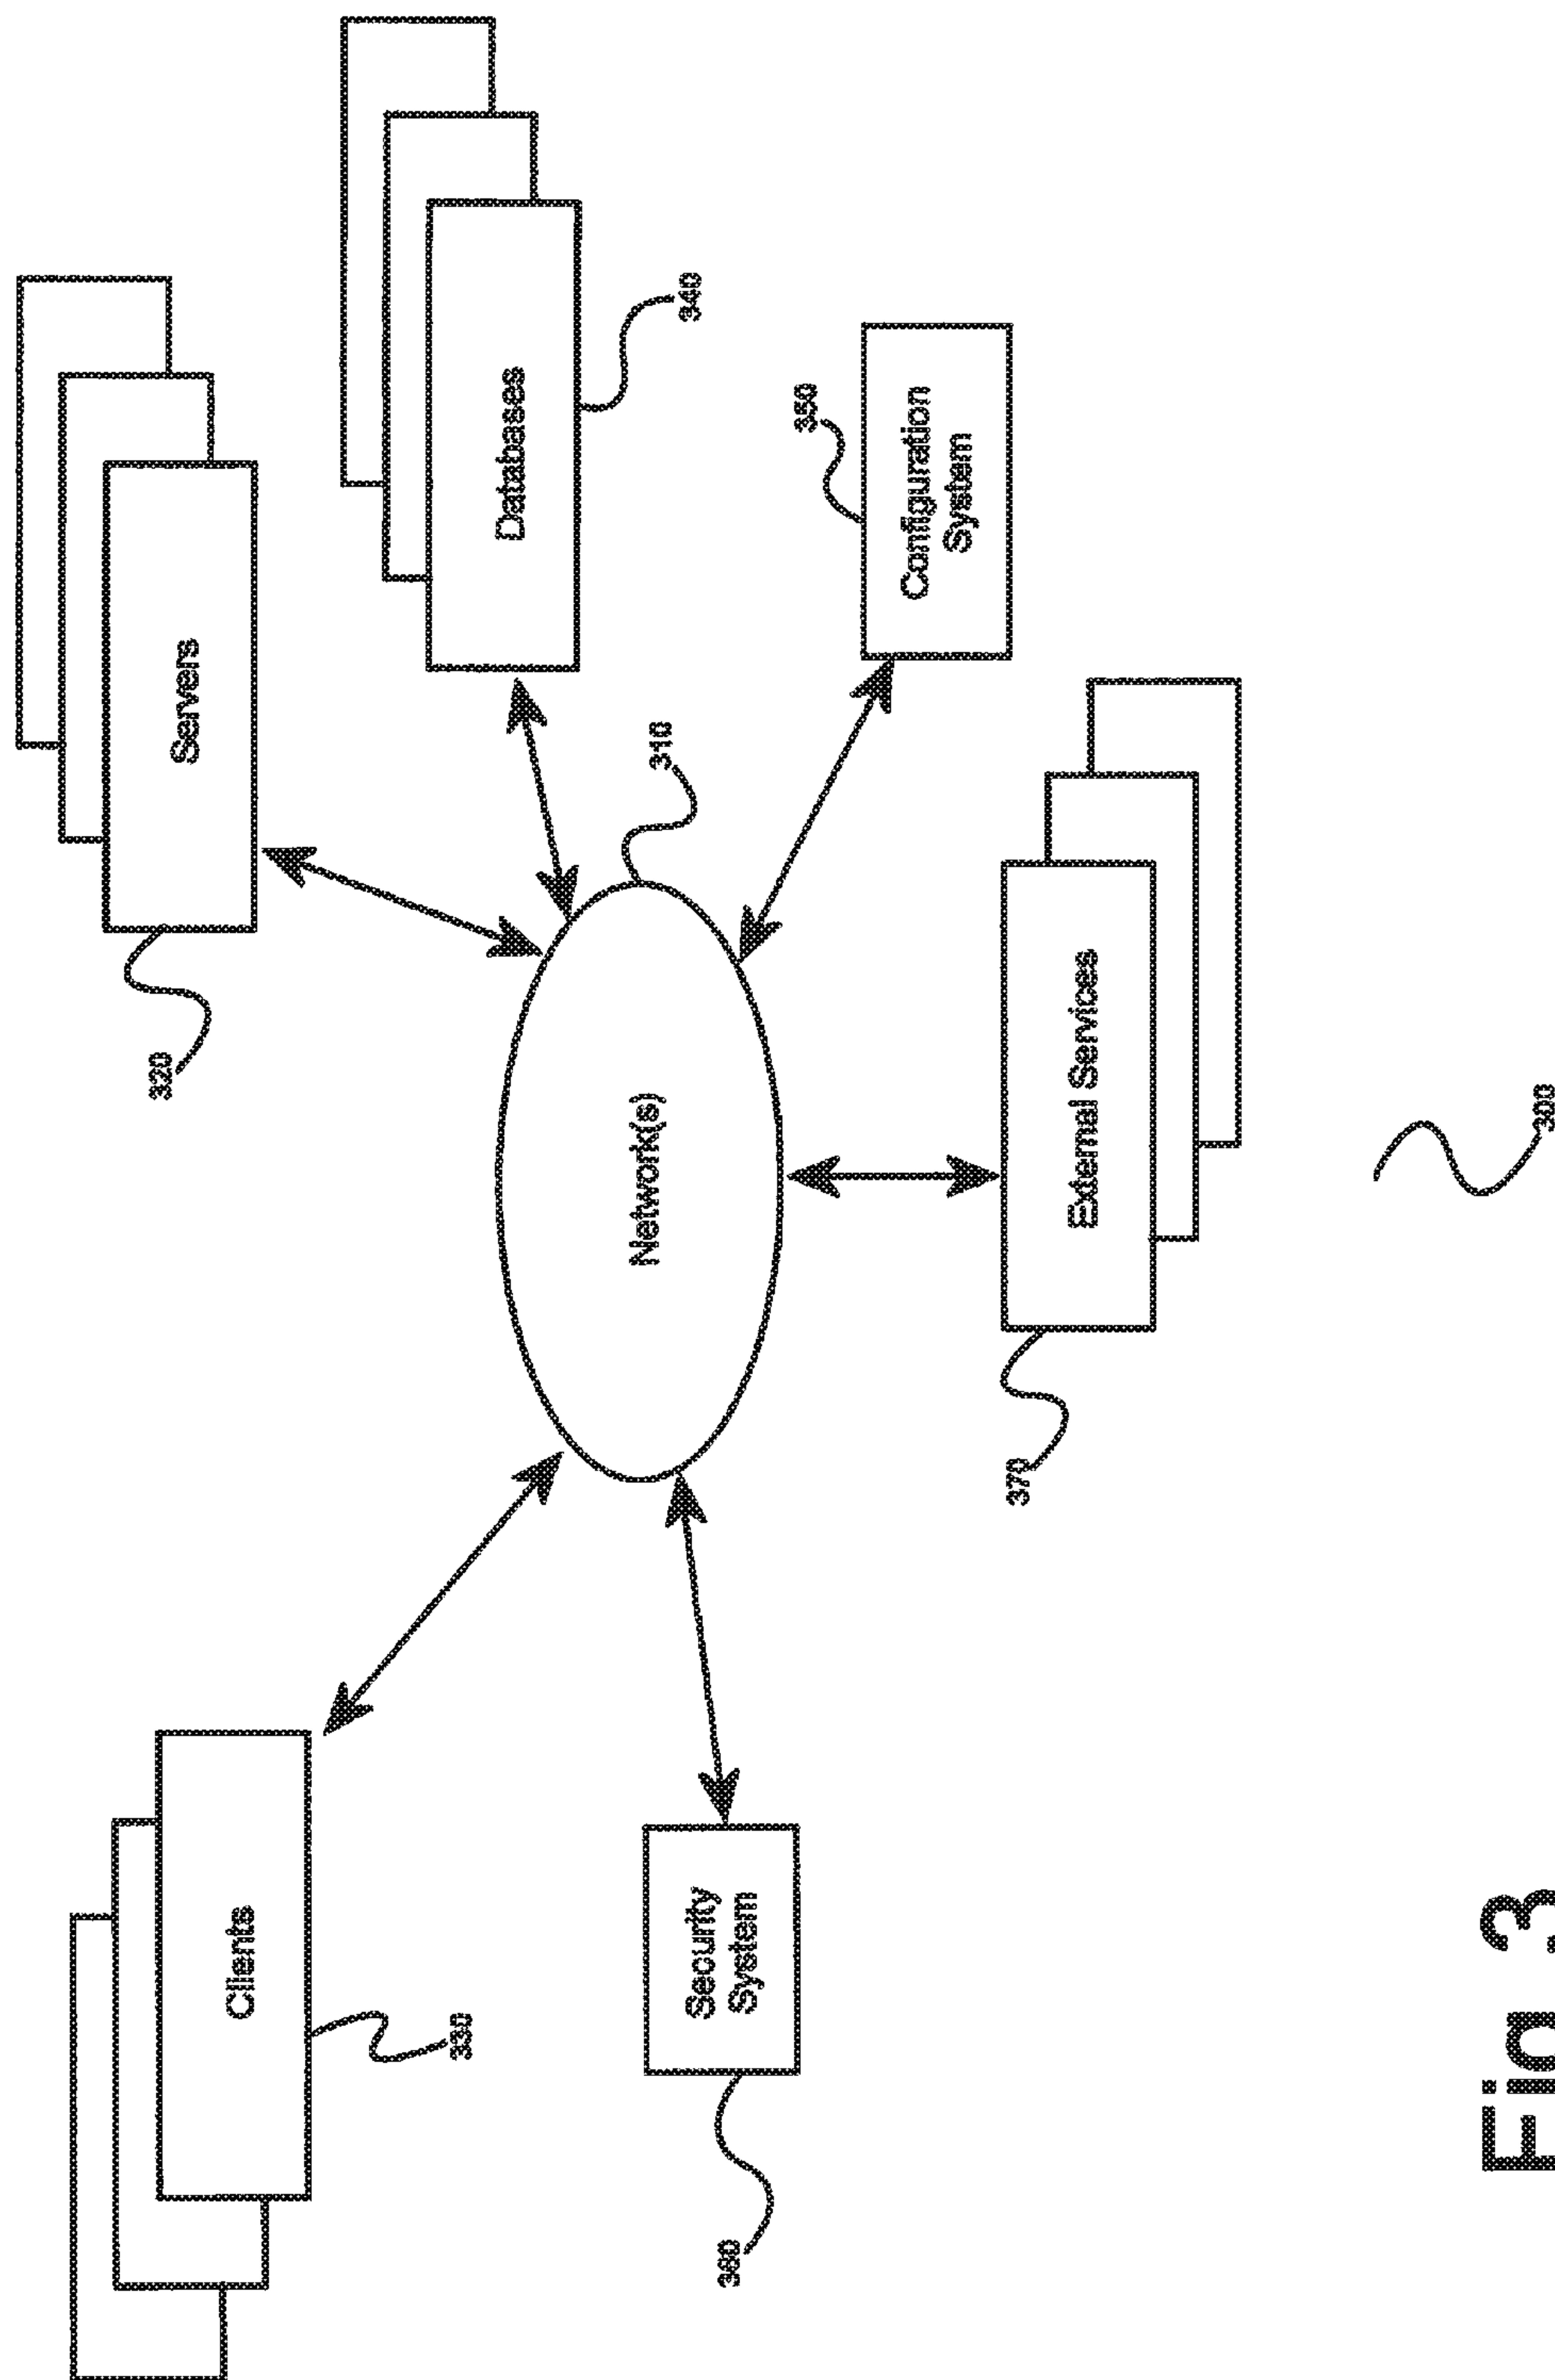 320
Servers
Clients
Databases
330
340
310
Network(s)
350
Security
System
Configuration
System
360
External Services
370
300
Fig. 3